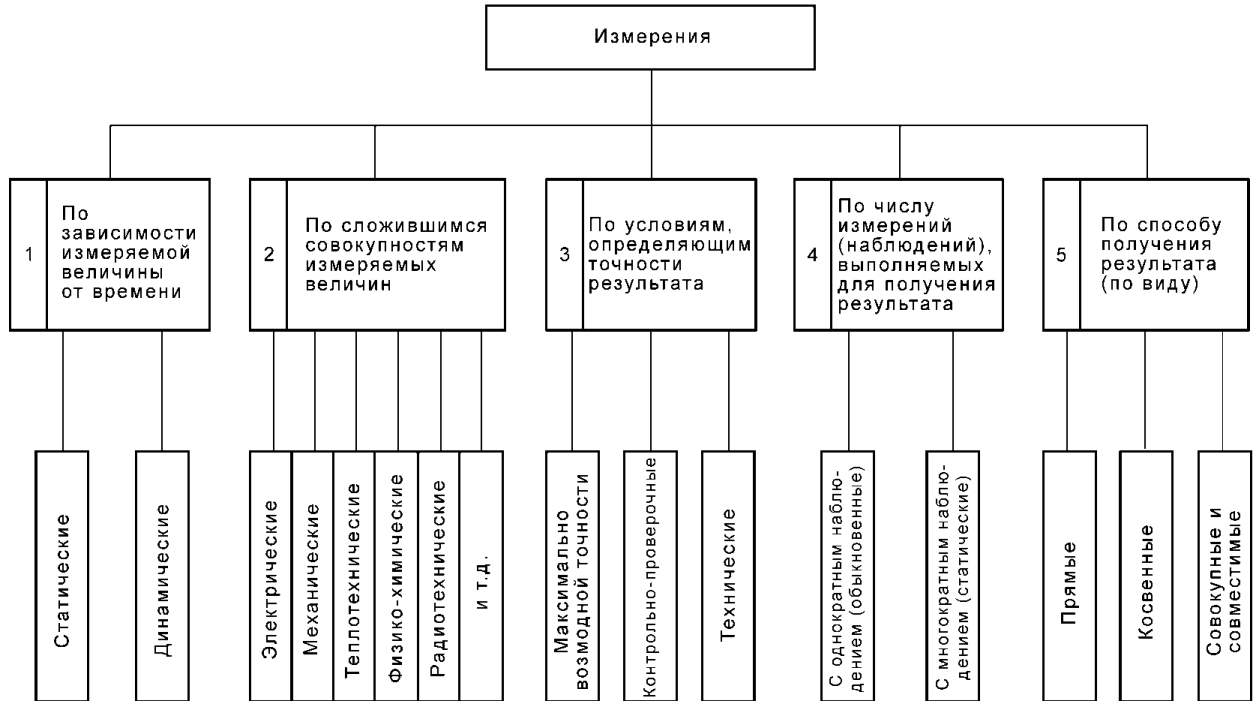 Измерения
1
По
зависимости
измеряемой
величины
от времени
2
По сложившимся
совокупностям
измеряемых
величин
3
По условиям,
определяющим
точности
результата
4
По числу
измерений
(наблюдений),
выполняемых
для получения
результата
5
По способу
получения
результата
(по виду)
Статические
Динамические
Электрические
Механические
Теплотехнические
Физико-химические
Радиотехнические
и т.д.
Максимально
возмодной точности
Контрольно-проверочные
Технические
С однократным наблю-
дением (обыкновенные)
С многократным наблю-
дением (статические)
Прямые
Косвенные
Совокупные и
совместимые